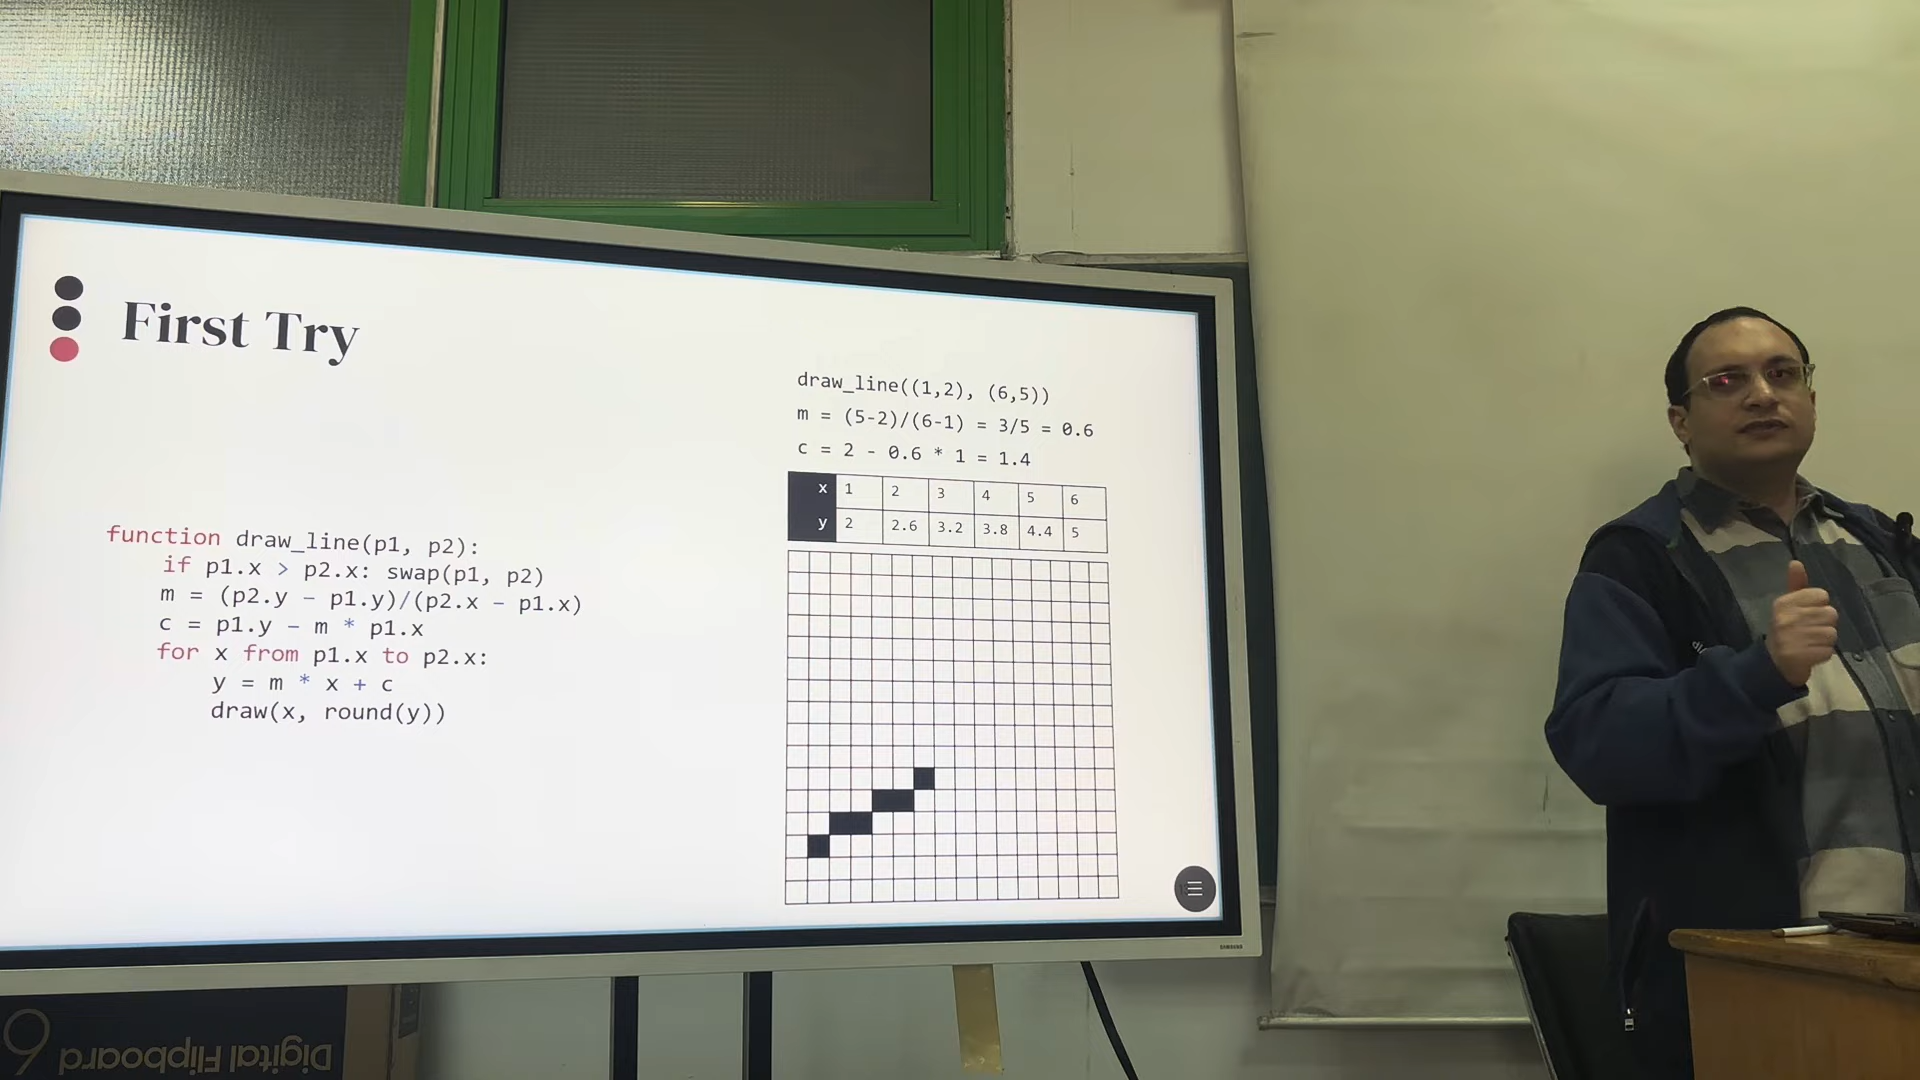 First Try
function draw_line(p1, p2):
if p1.x > p2.x: swap(p1, p2)
m = (p2.y – p1.y)/(p2.x – p1.x)
c = p1.y – m * p1.x
for x from p1.x to p2.x:
y = m * x + c
draw(x, round(y))
draw_line((1,2), (6,5))
m = (5-2)/(6-1) = 3/5 = 0.6
c = 2 - 0.6 * 1 = 1.4
x 1 2 3 4 5 6
y 2 2.6 3.2 3.8 4.4 5
SAMSUNG
Digital Flipboard